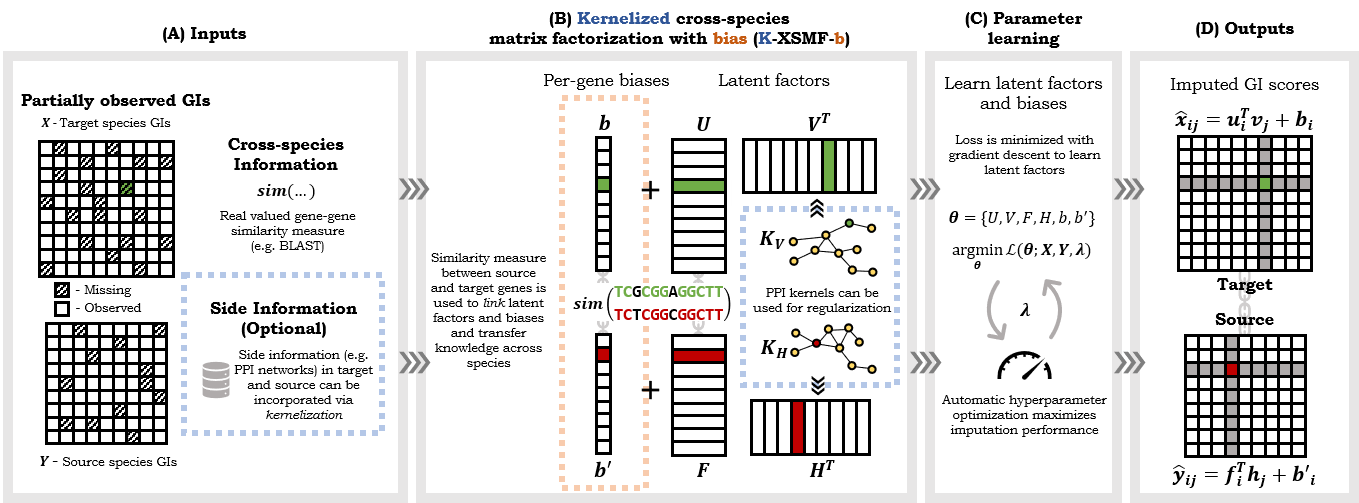 (A) Inputs
Partially observed GIs
X - Target species GIs
Cross-species
Information
sim(...)
Real valued gene-gene
similarity measure
(e.g. BLAST)
- Missing
- Observed
Side Information
(Optional)
Side information (e.g.
PPI networks) in target
and source can be
incorporated via
kernelization
Y – Source species GIs
(B) Kernelized cross-species
matrix factorization with bias (K-XSMF-b)
Per-gene biases
Latent factors
b
U
V^T
+
Similarity measure
between source
and target genes is
used to link latent
factors and biases
and transfer
knowledge across
species
sim(
TCGCGGAGGCTT
TCTCGGCGGCTT
)
K_V
PPI kernels can be
used for regularization
K_H
+
b'
F
H^T
(C) Parameter
learning
Learn latent factors
and biases
Loss is minimized with
gradient descent to learn
latent factors
θ = {U, V, F, H, b, b'}
argmin ℒ(θ; X, Y, λ)
θ
λ
Automatic hyperparameter
optimization maximizes
imputation performance
(D) Outputs
Imputed GI scores
x̂_ij = u_i^T v_j + b_i
Target
Source
ŷ_ij = f_i^T h_j + b'_i